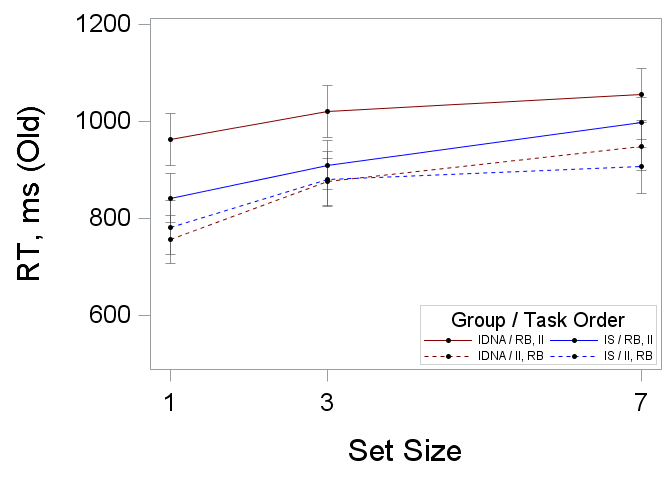 1200
1000
800
600
RT, ms (Old)
Group / Task Order
IDNA / RB, II IS / RB, II
IDNA / II, RB IS / II, RB
1 3 7
Set Size